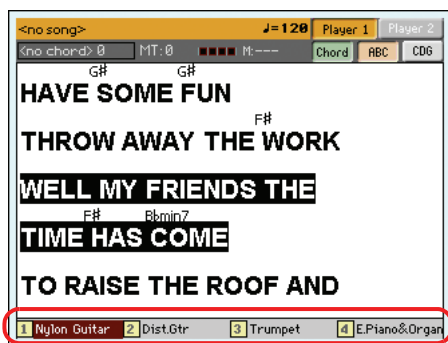 <no song> ♩=120 Player 1 Player 2
<no chord> 0 MT:0 M:--- Chord ABC CDG
G# G#
HAVE SOME FUN
F#
THROW AWAY THE WORK
WELL MY FRIENDS THE
F# Bbmin7
TIME HAS COME
TO RAISE THE ROOF AND
1 Nylon Guitar 2 Dist.Gtr 3 Trumpet 4 E.Piano&Organ